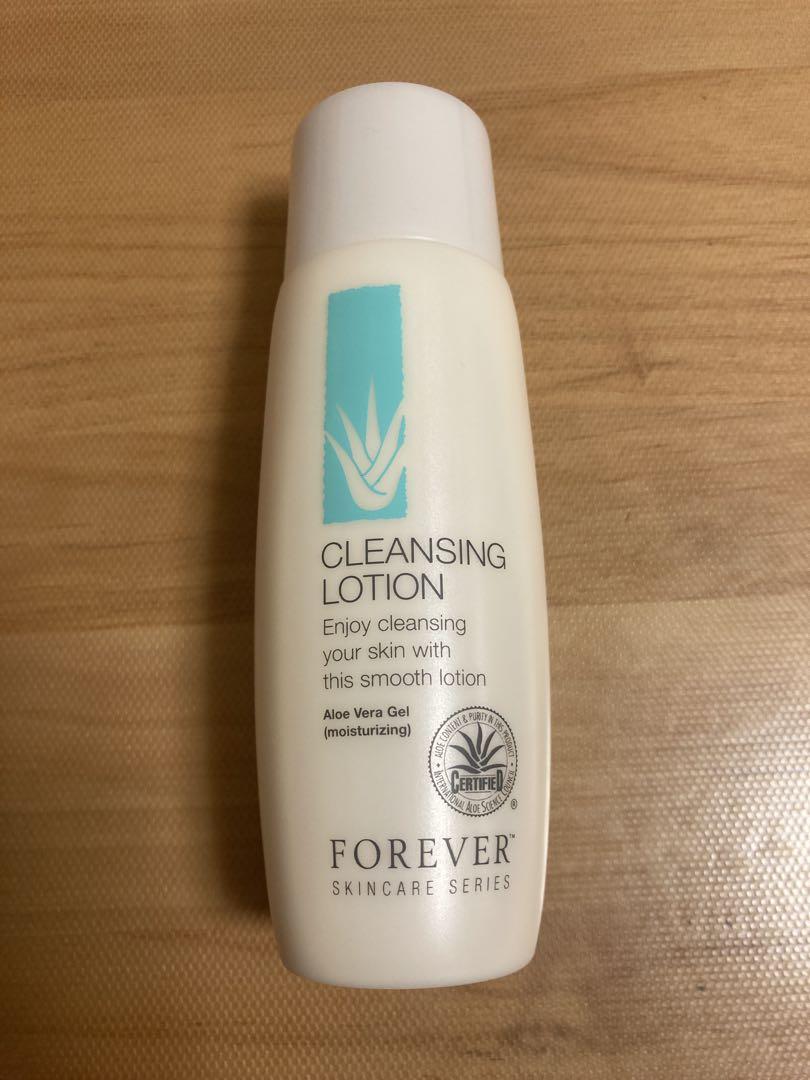 CLEANSING
LOTION
Enjoy cleansing
your skin with
this smooth lotion
Aloe Vera Gel
(moisturizing)
ALOE CONTENT & PURITY IN THIS PRODUCT
CERTIFIED
INTERNATIONAL ALOE SCIENCE COUNCIL
®
FOREVER™
SKINCARE SERIES